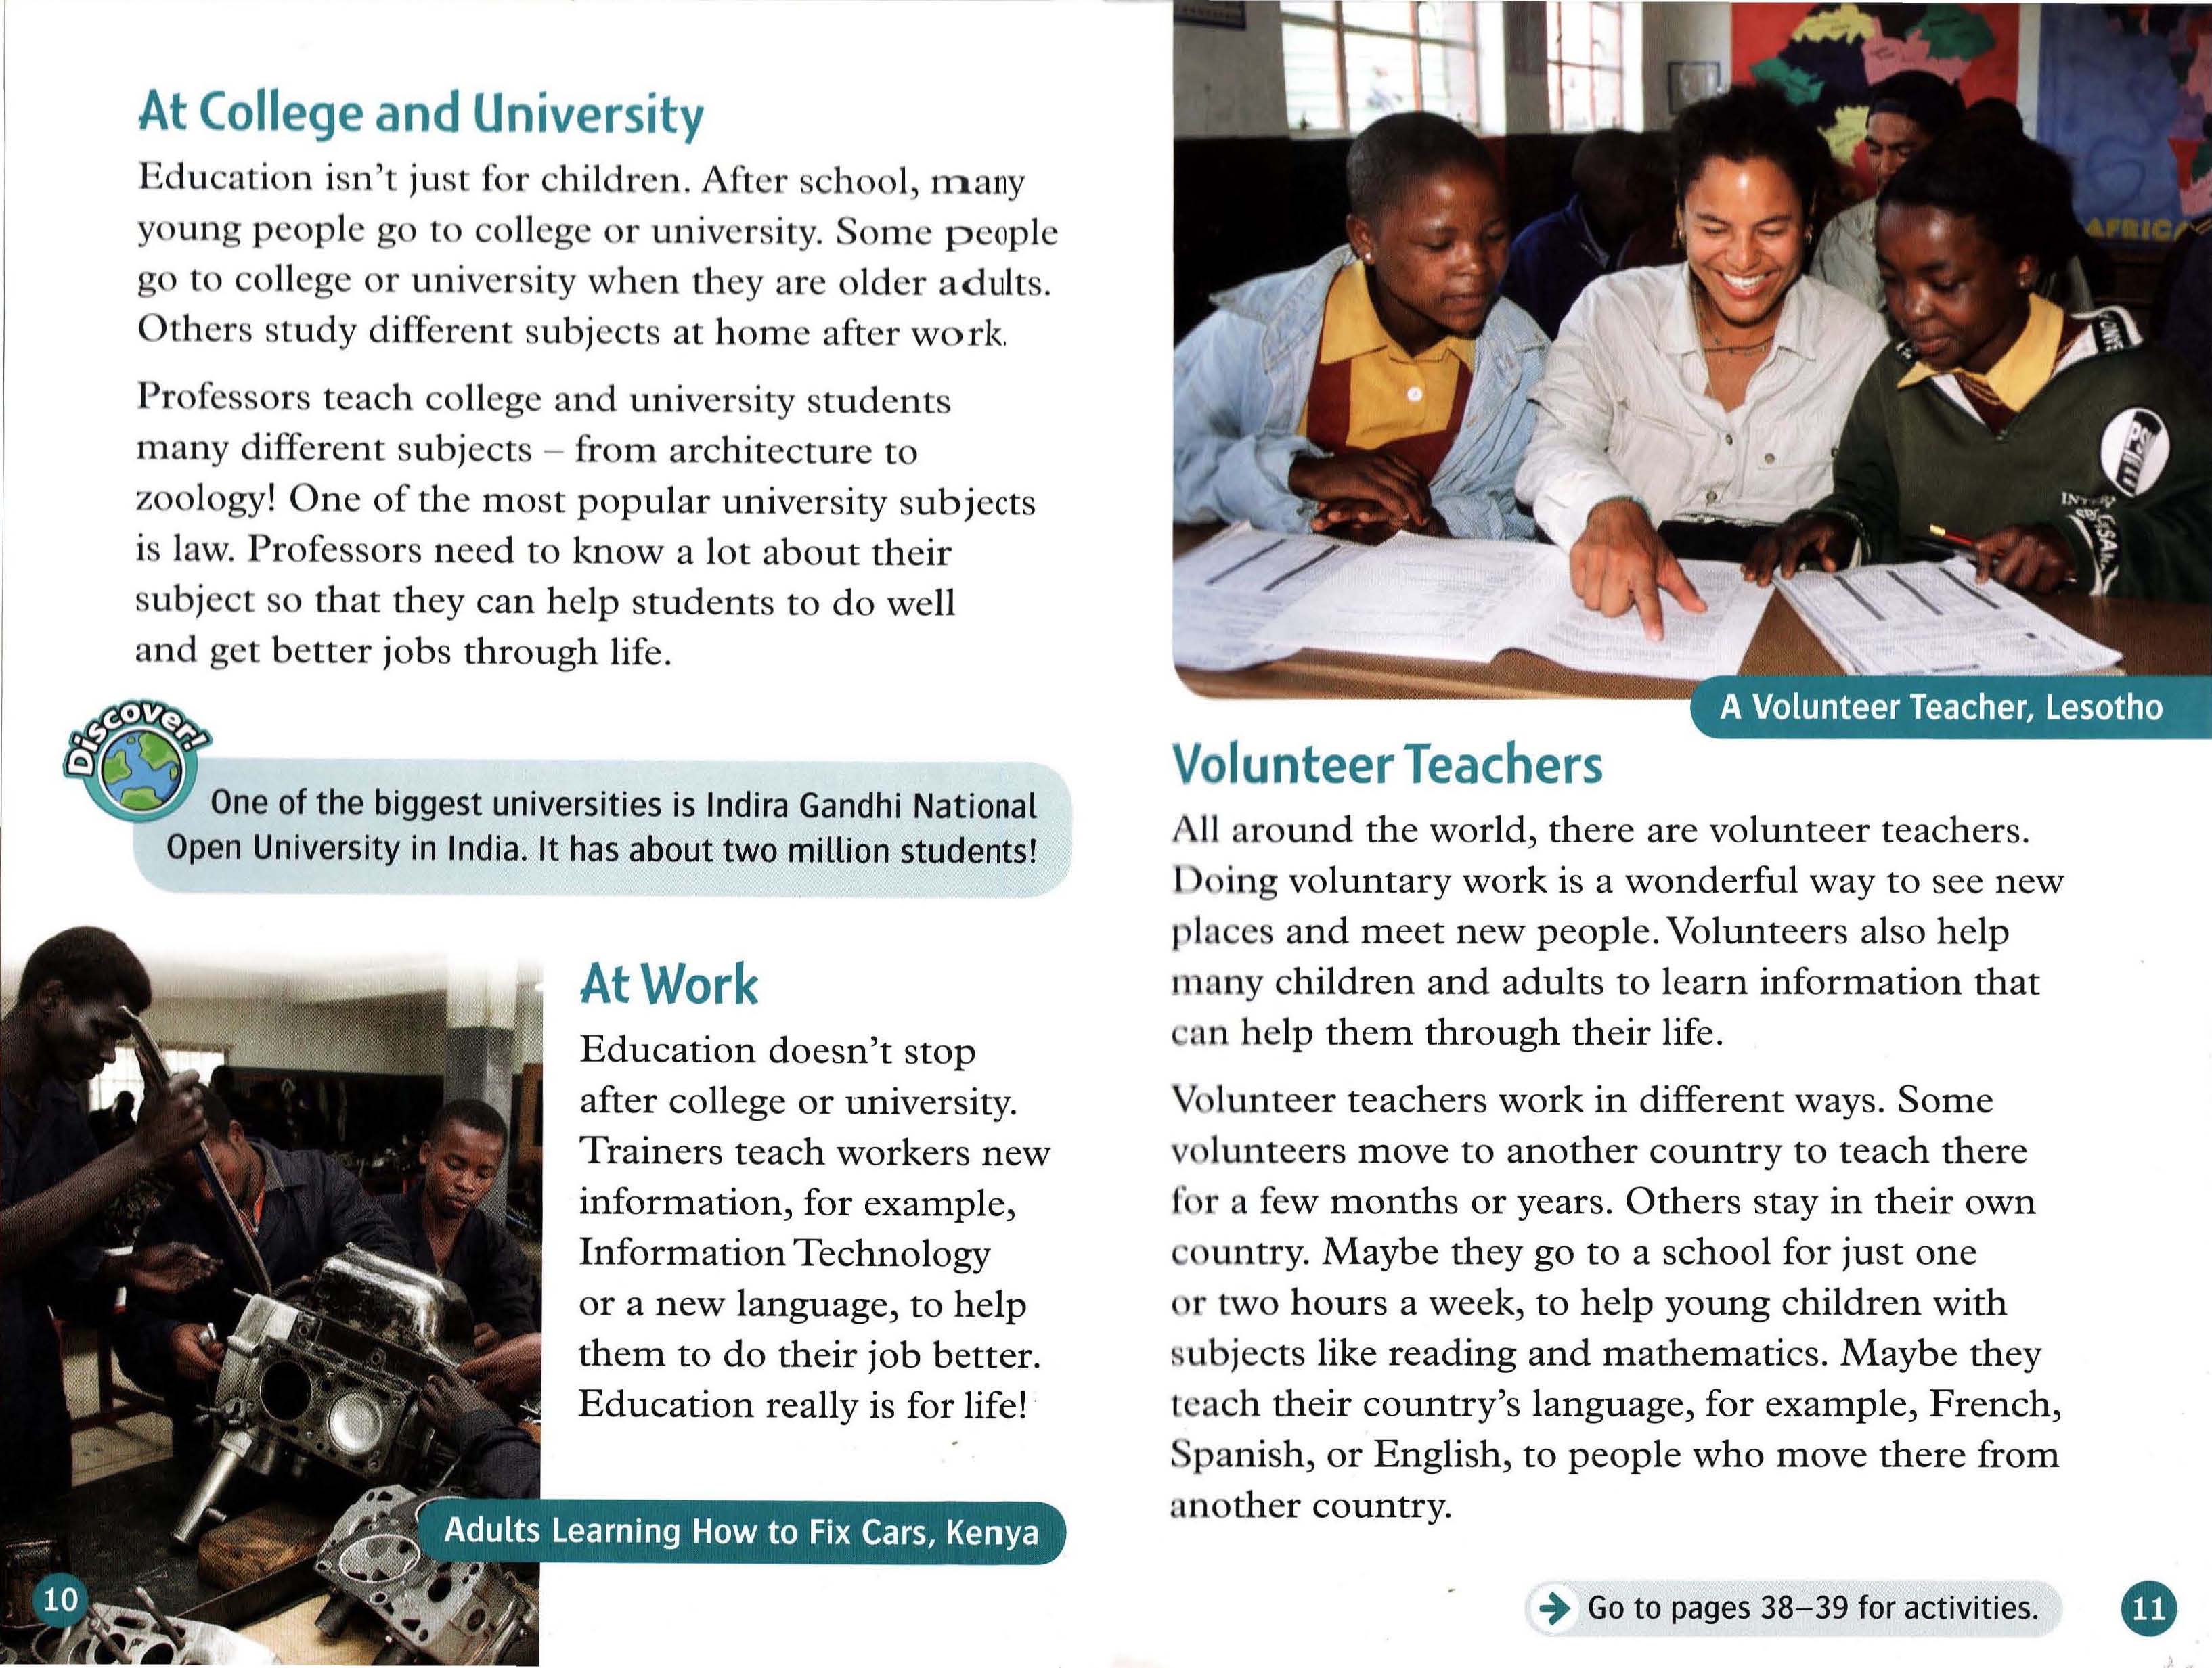 At College and University
Education isn't just for children. After school, many
young people go to college or university. Some people
go to college or university when they are older adults.
Others study different subjects at home after work.
Professors teach college and university students
many different subjects – from architecture to
zoology! One of the most popular university subjects
is law. Professors need to know a lot about their
subject so that they can help students to do well
and get better jobs through life.
Discover!
One of the biggest universities is Indira Gandhi National
Open University in India. It has about two million students!
At Work
Education doesn't stop
after college or university.
Trainers teach workers new
information, for example,
Information Technology
or a new language, to help
them to do their job better.
Education really is for life!
Adults Learning How to Fix Cars, Kenya
10
AFRICA
A Volunteer Teacher, Lesotho
Volunteer Teachers
All around the world, there are volunteer teachers.
Doing voluntary work is a wonderful way to see new
places and meet new people. Volunteers also help
many children and adults to learn information that
can help them through their life.
Volunteer teachers work in different ways. Some
volunteers move to another country to teach there
for a few months or years. Others stay in their own
country. Maybe they go to a school for just one
or two hours a week, to help young children with
subjects like reading and mathematics. Maybe they
teach their country's language, for example, French,
Spanish, or English, to people who move there from
another country.
Go to pages 38–39 for activities.
11